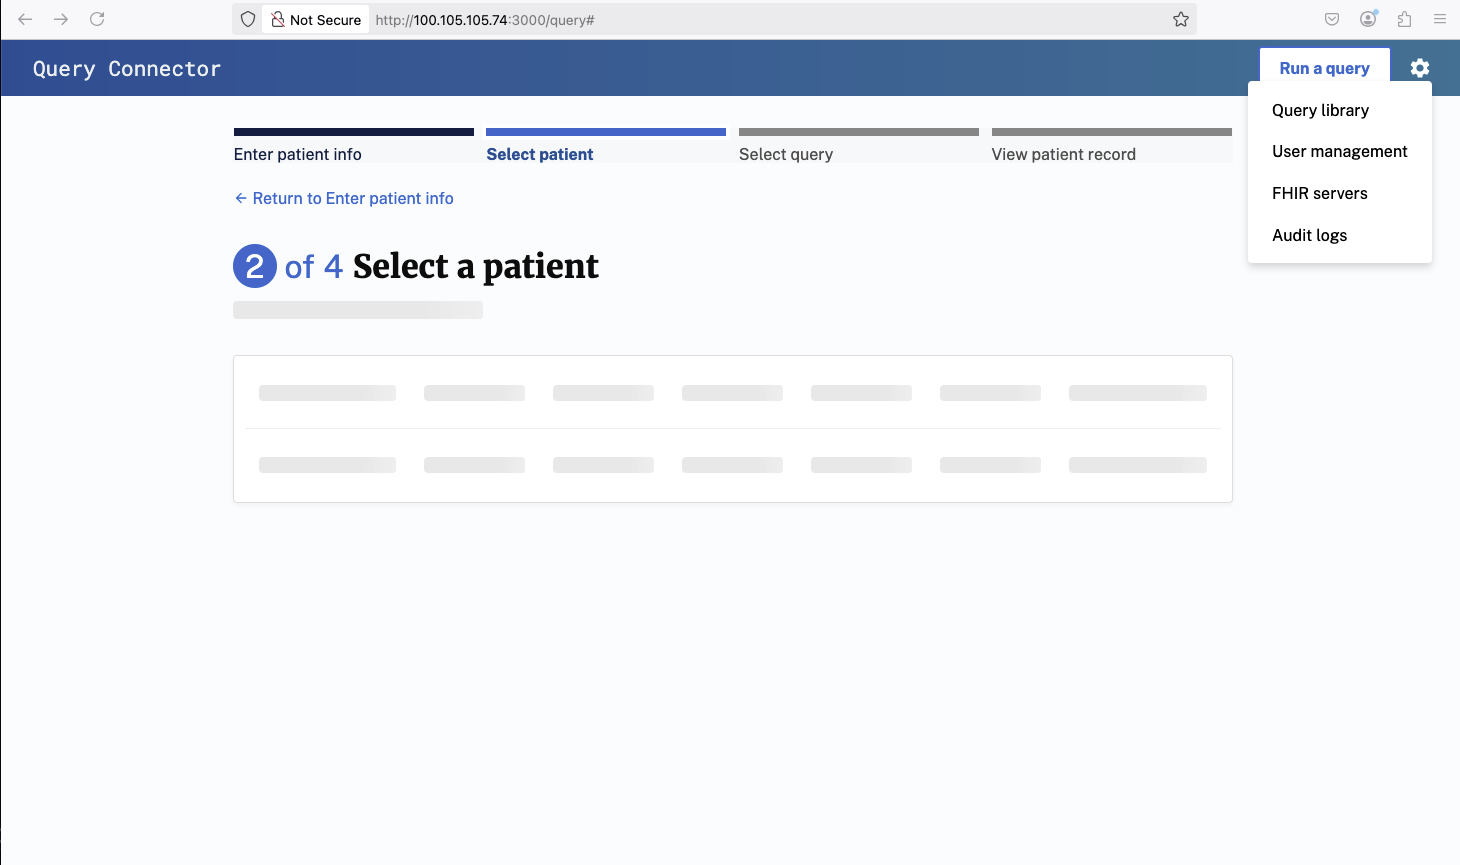 Not Secure http://100.105.105.74:3000/query#
Query Connector
Run a query
Query library
User management
FHIR servers
Audit logs
Enter patient info
Select patient
Select query
View patient record
← Return to Enter patient info
2 of 4 Select a patient